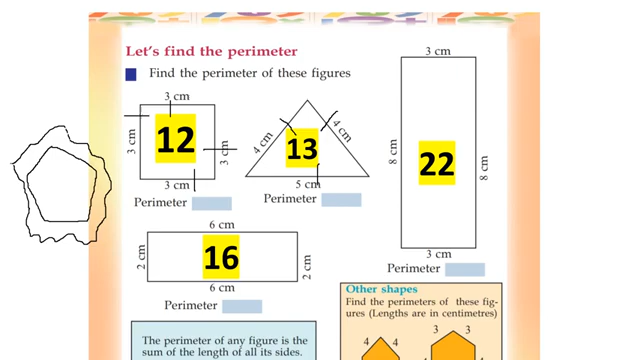 Let's find the perimeter
Find the perimeter of these figures
3 cm
3 cm
12
3 cm
3 cm
Perimeter
4 cm
13
4 cm
5 cm
Perimeter
3 cm
8 cm
22
8 cm
3 cm
Perimeter
6 cm
2 cm
16
2 cm
6 cm
Perimeter
The perimeter of any figure is the
sum of the length of all its sides.
Other shapes
Find the perimeters of these fig-
ures (Lengths are in centimetres)
4 4
3 3